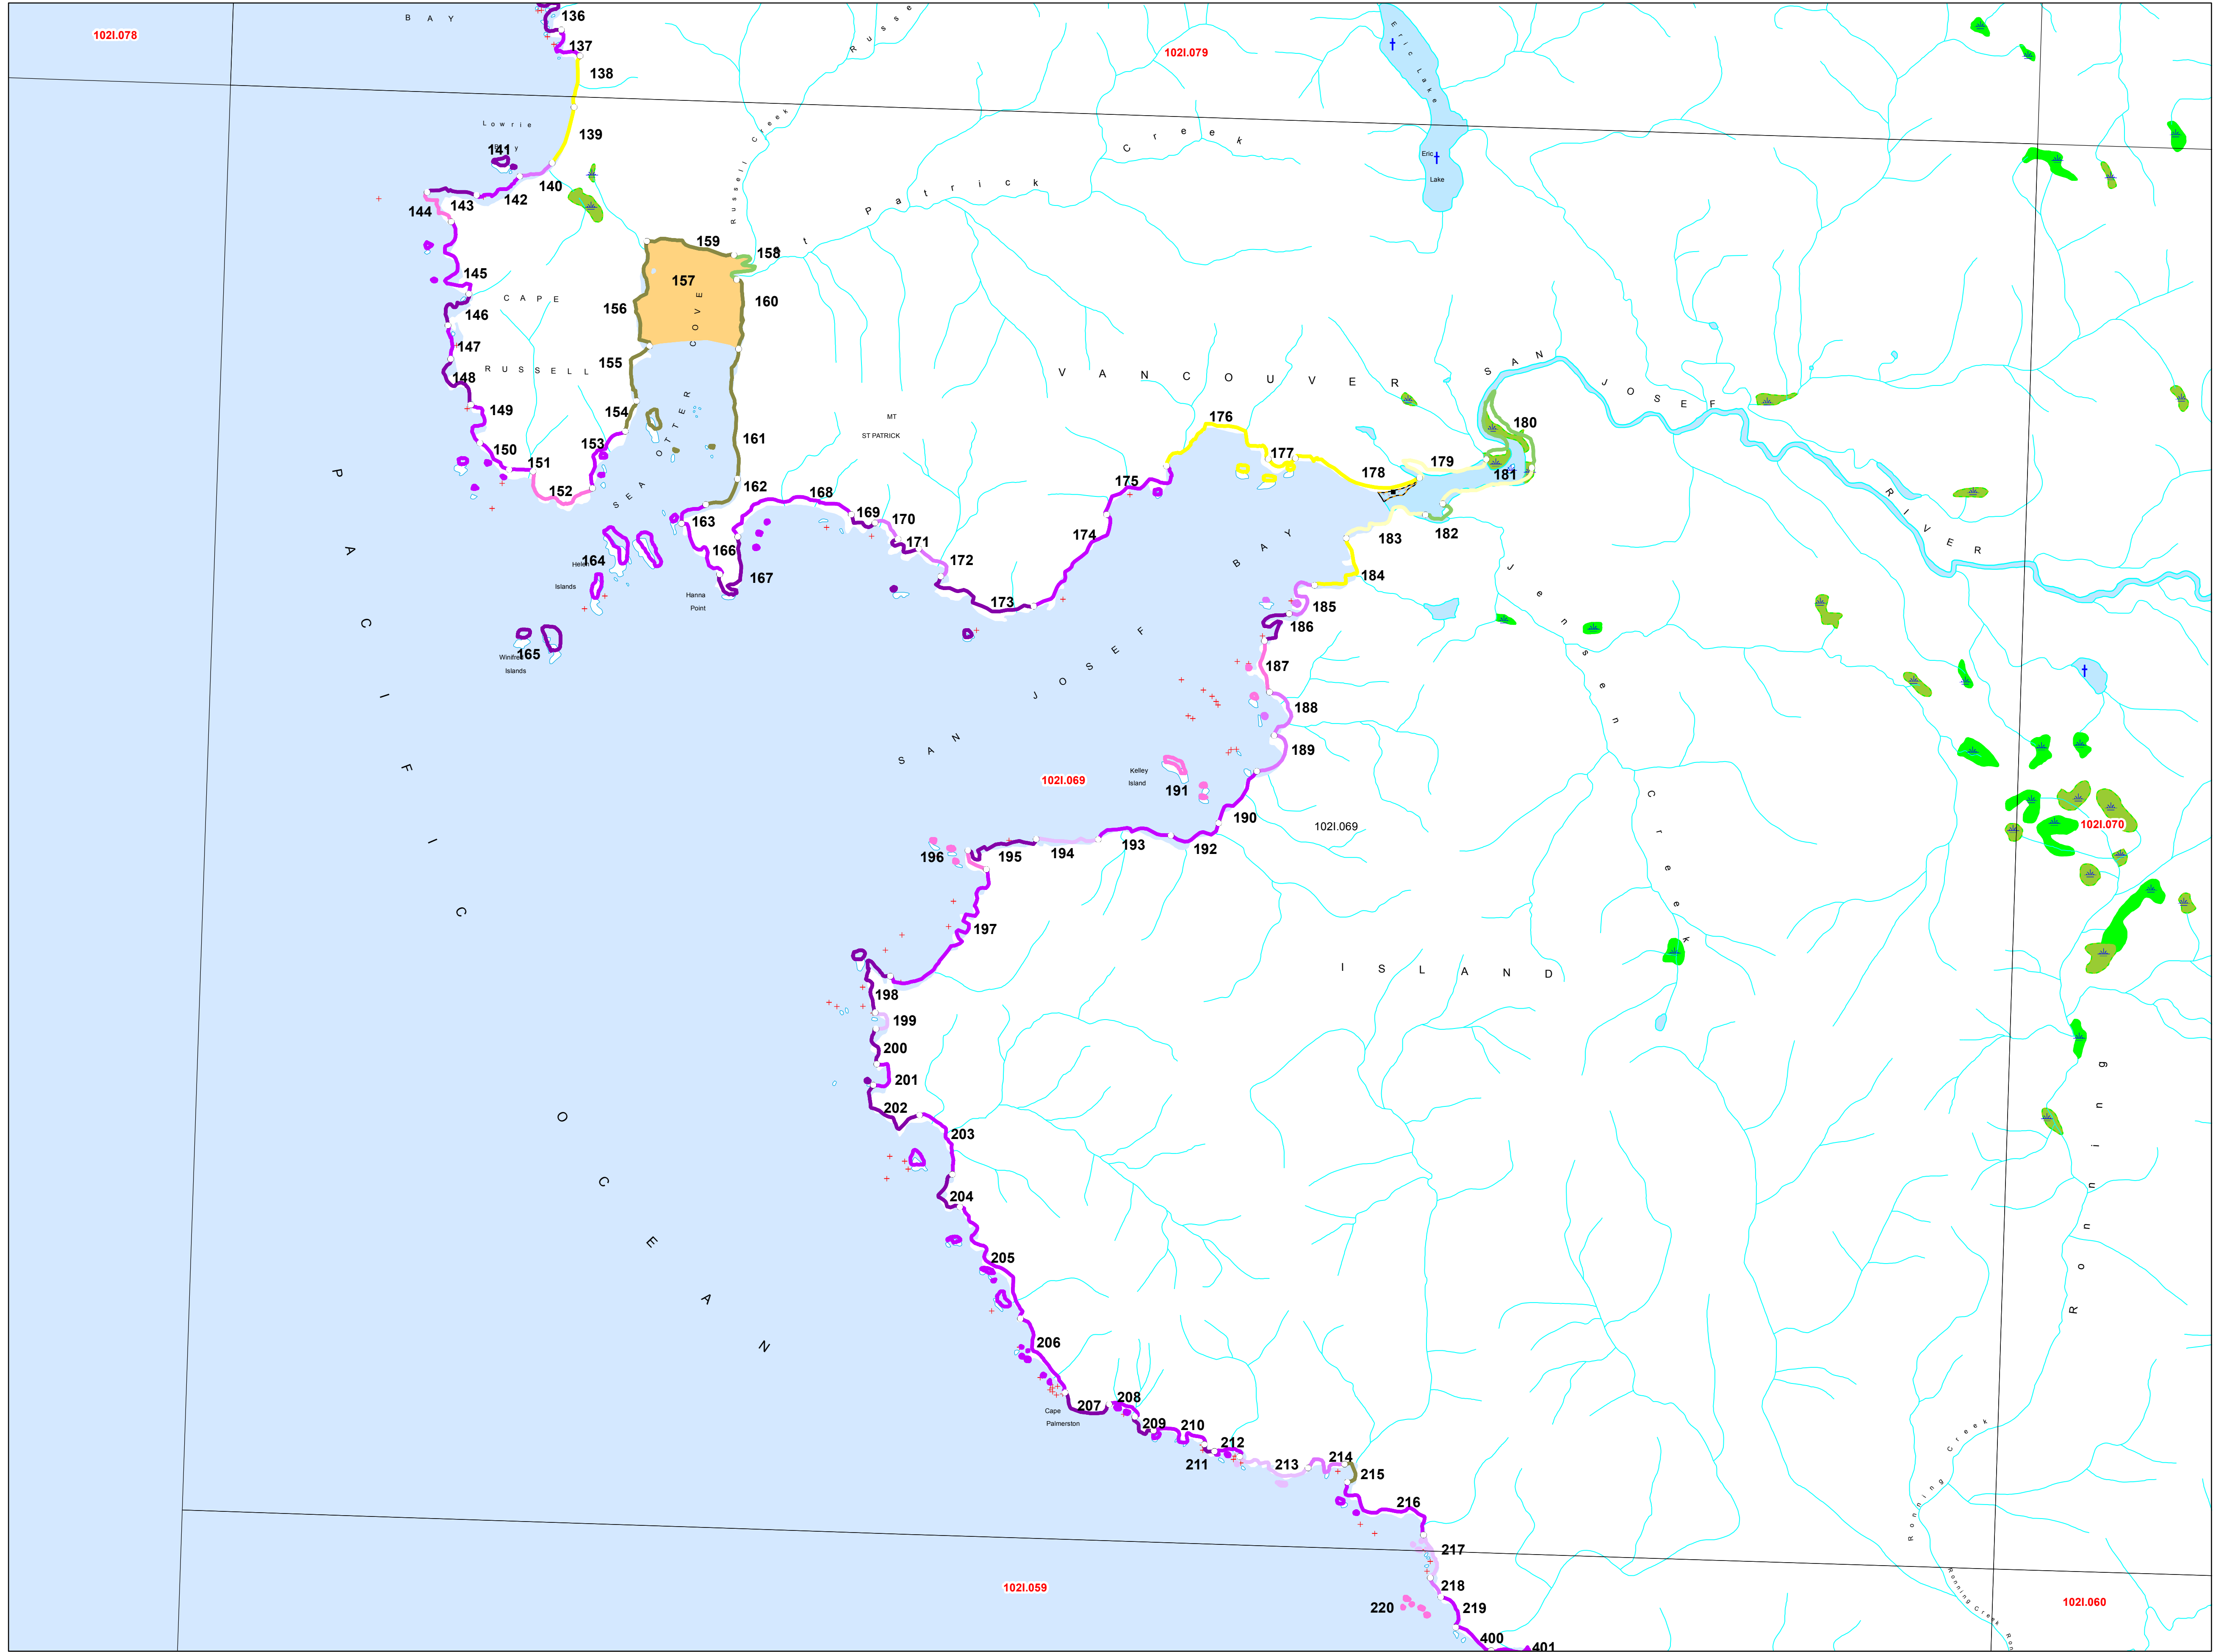 B A Y
136
102I.078
137
102I.079
138
Russe
Eric Lake
Lowrie
Bay
139
141
140
142
143
144
Russell Creek
St Patrick Creek
Eric
Lake
159
158
157
156
160
145
CAPE
146
147
148
RUSSELL
149
150
151
152
153
154
155
SEA OTTER COVE
161
162
MT
ST PATRICK
VANCOUVER
SAN JOSEF RIVER
176
177
178
179
180
181
182
183
184
175
174
168
169
170
171
172
173
163
164
Helen
Islands
166
167
Hanna
Point
165
Winifred
Islands
PACIFIC
OCEAN
SAN JOSEF BAY
Jensen Creek
185
186
187
188
189
Kelley
Island
191
190
102I.069
102I.069
102I.070
192
193
194
195
196
197
ISLAND
198
199
200
201
202
203
204
205
206
Cape
Palmerston
207
208
209
210
211
212
213
214
215
216
217
218
219
220
400
401
102I.059
102I.060
Ronning
Ronning Creek
Ronning Creek
Ron